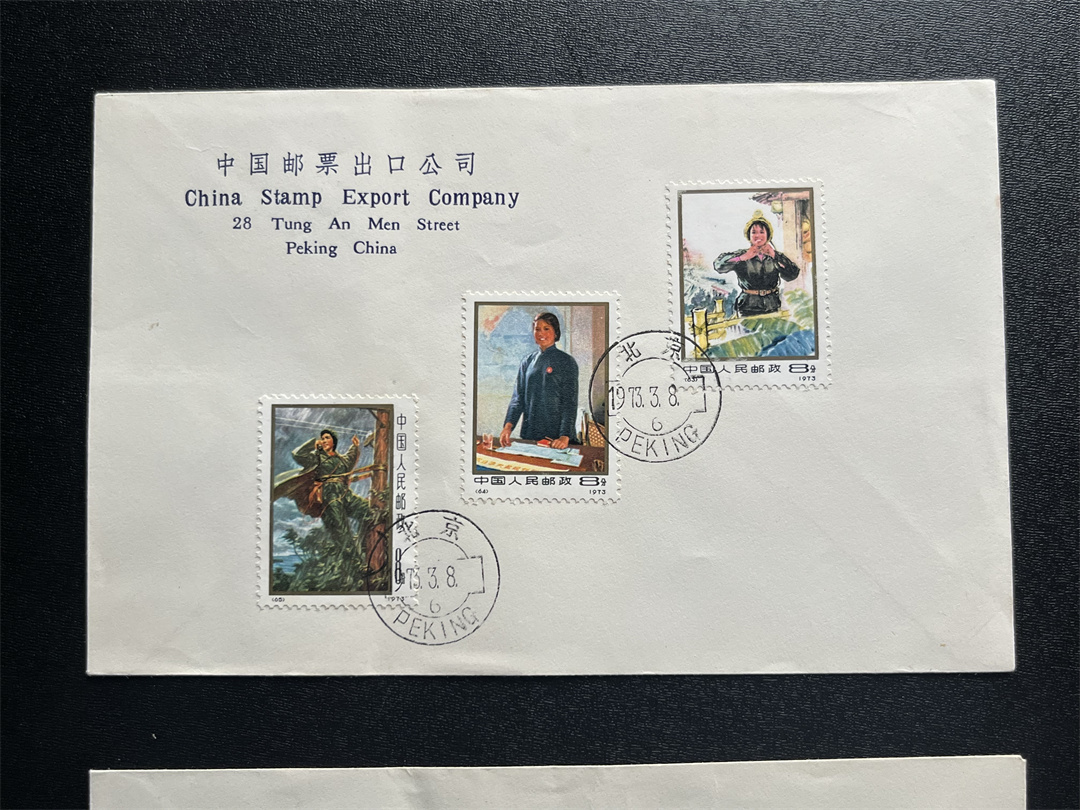 中国邮票出口公司
China Stamp Export Company
28 Tung An Men Street
Peking China
中国人民邮政 8分
(63) 1973
中国人民邮政 8分
(64) 1973
北京
1973.3.8.
6
PEKING
中国人民邮政
8分
(65) 1973
北京
1973.3.8.
6
PEKING